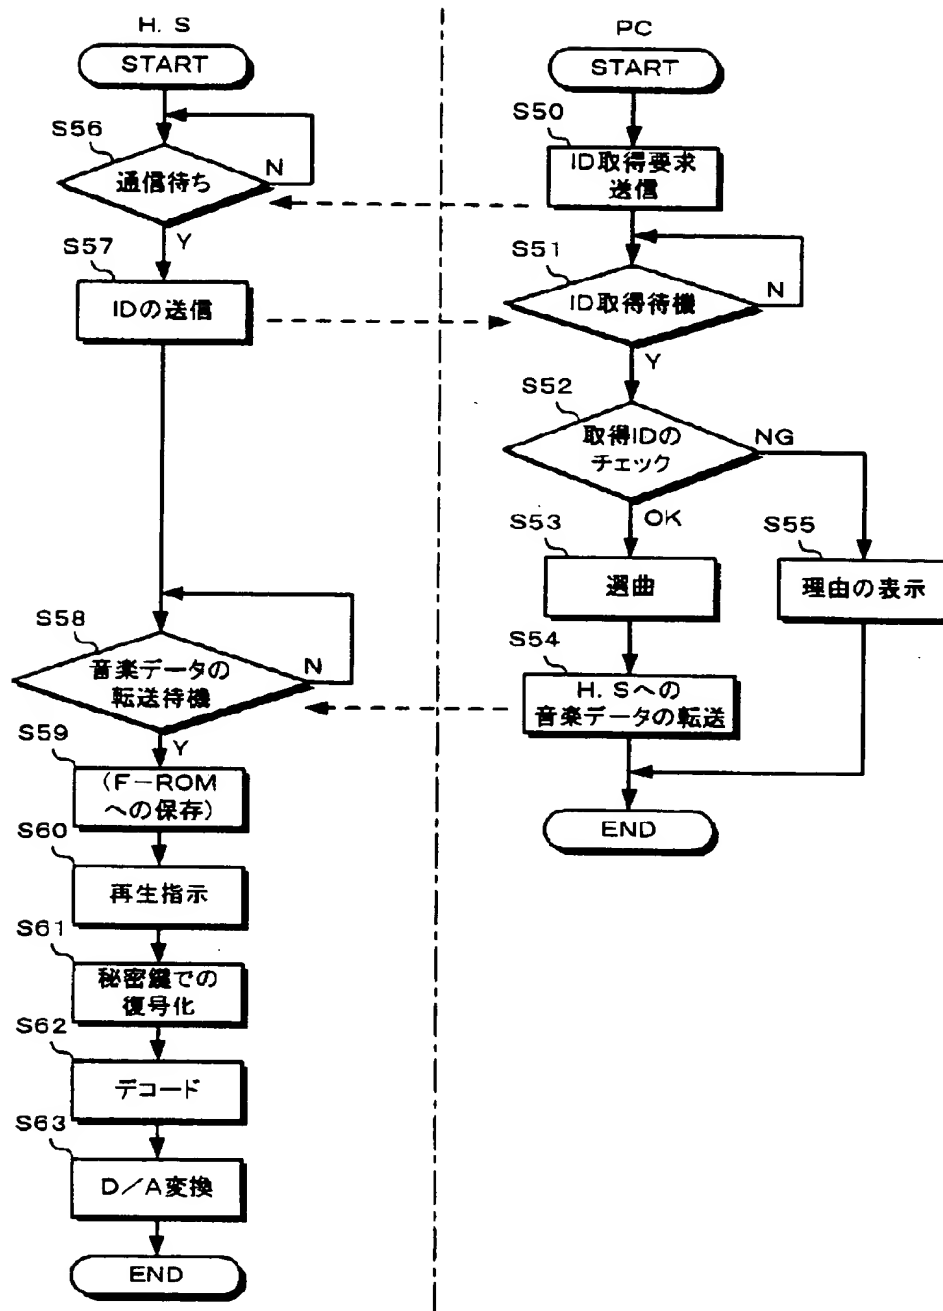 H. S
START
S56
通信待ち
N
Y
S57
IDの送信
S58
音楽データの
転送待機
N
Y
S59
(F−ROM
への保存)
S60
再生指示
S61
秘密鍵での
復号化
S62
デコード
S63
D/A変換
END
PC
START
S50
ID取得要求
送信
S51
ID取得待機
N
Y
S52
取得IDの
チェック
NG
OK
S53
選曲
S55
理由の表示
S54
H. Sへの
音楽データの転送
END